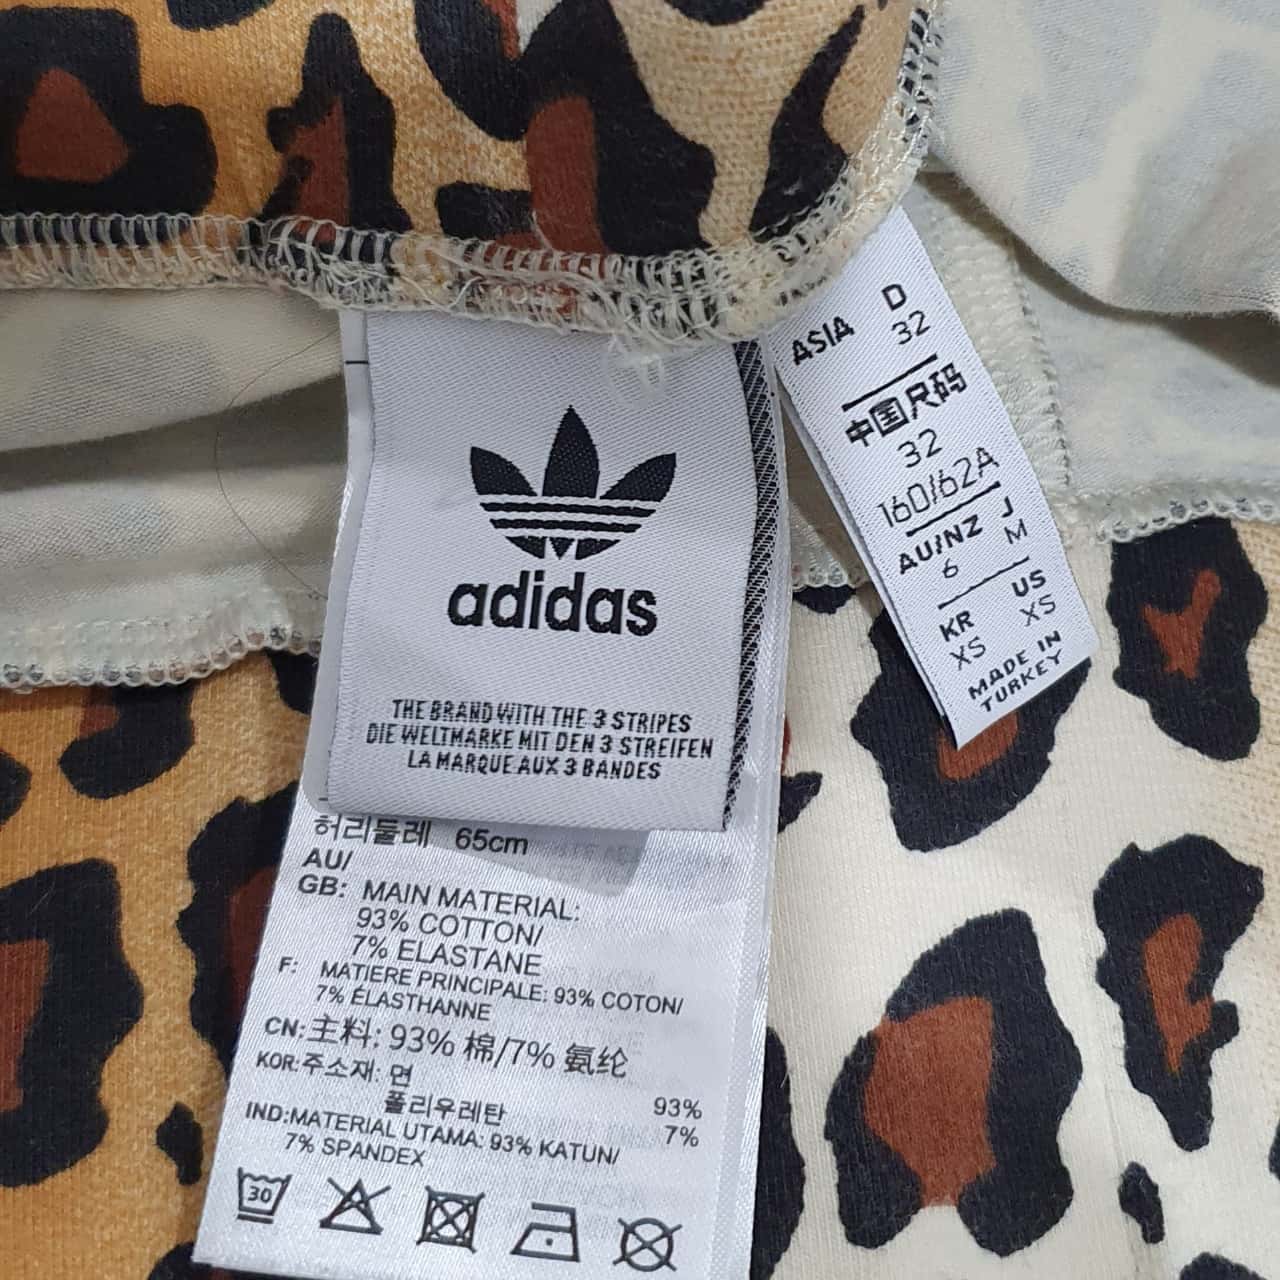 adidas
THE BRAND WITH THE 3 STRIPES
DIE WELTMARKE MIT DEN 3 STREIFEN
LA MARQUE AUX 3 BANDES
ASIA D
32
中国尺码
32
160/62A
AU/NZ J
6 M
KR US
XS XS
MADE IN
TURKEY
허리둘레 65cm
AU/
GB: MAIN MATERIAL:
93% COTTON/
7% ELASTANE
F: MATIERE PRINCIPALE: 93% COTON/
7% ÉLASTHANNE
CN: 主料: 93% 棉/7% 氨纶
KOR: 주소재: 면 93%
폴리우레탄 7%
IND: MATERIAL UTAMA: 93% KATUN/
7% SPANDEX
30